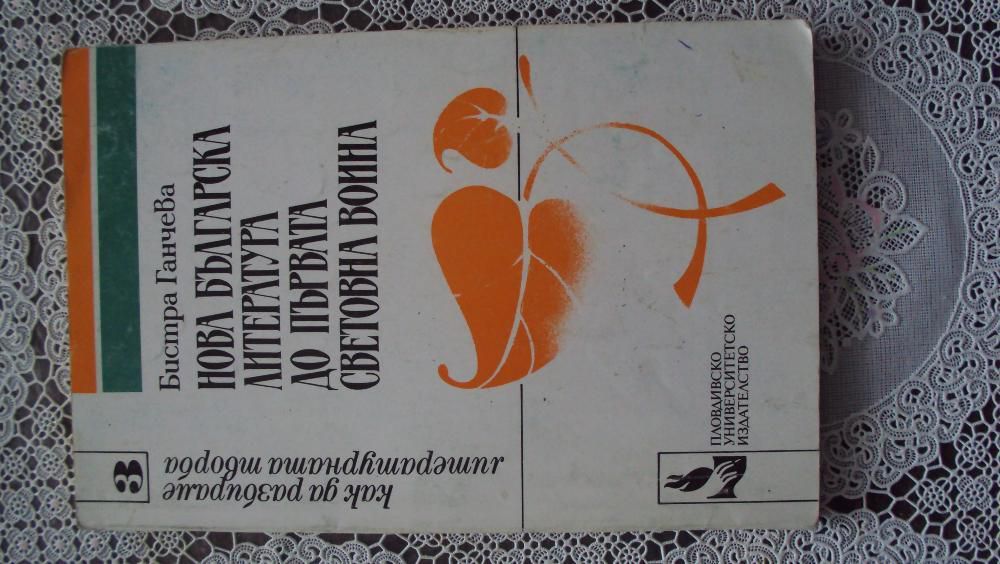 Бистра Ганчева
НОВА БЪЛГАРСКА
ЛИТЕРАТУРА
ДО ПЪРВАТА
СВЕТОВНА ВОЙНА
3
как да разбираме
литературната творба
ПЛОВДИВСКО
УНИВЕРСИТЕТСКО
ИЗДАТЕЛСТВО